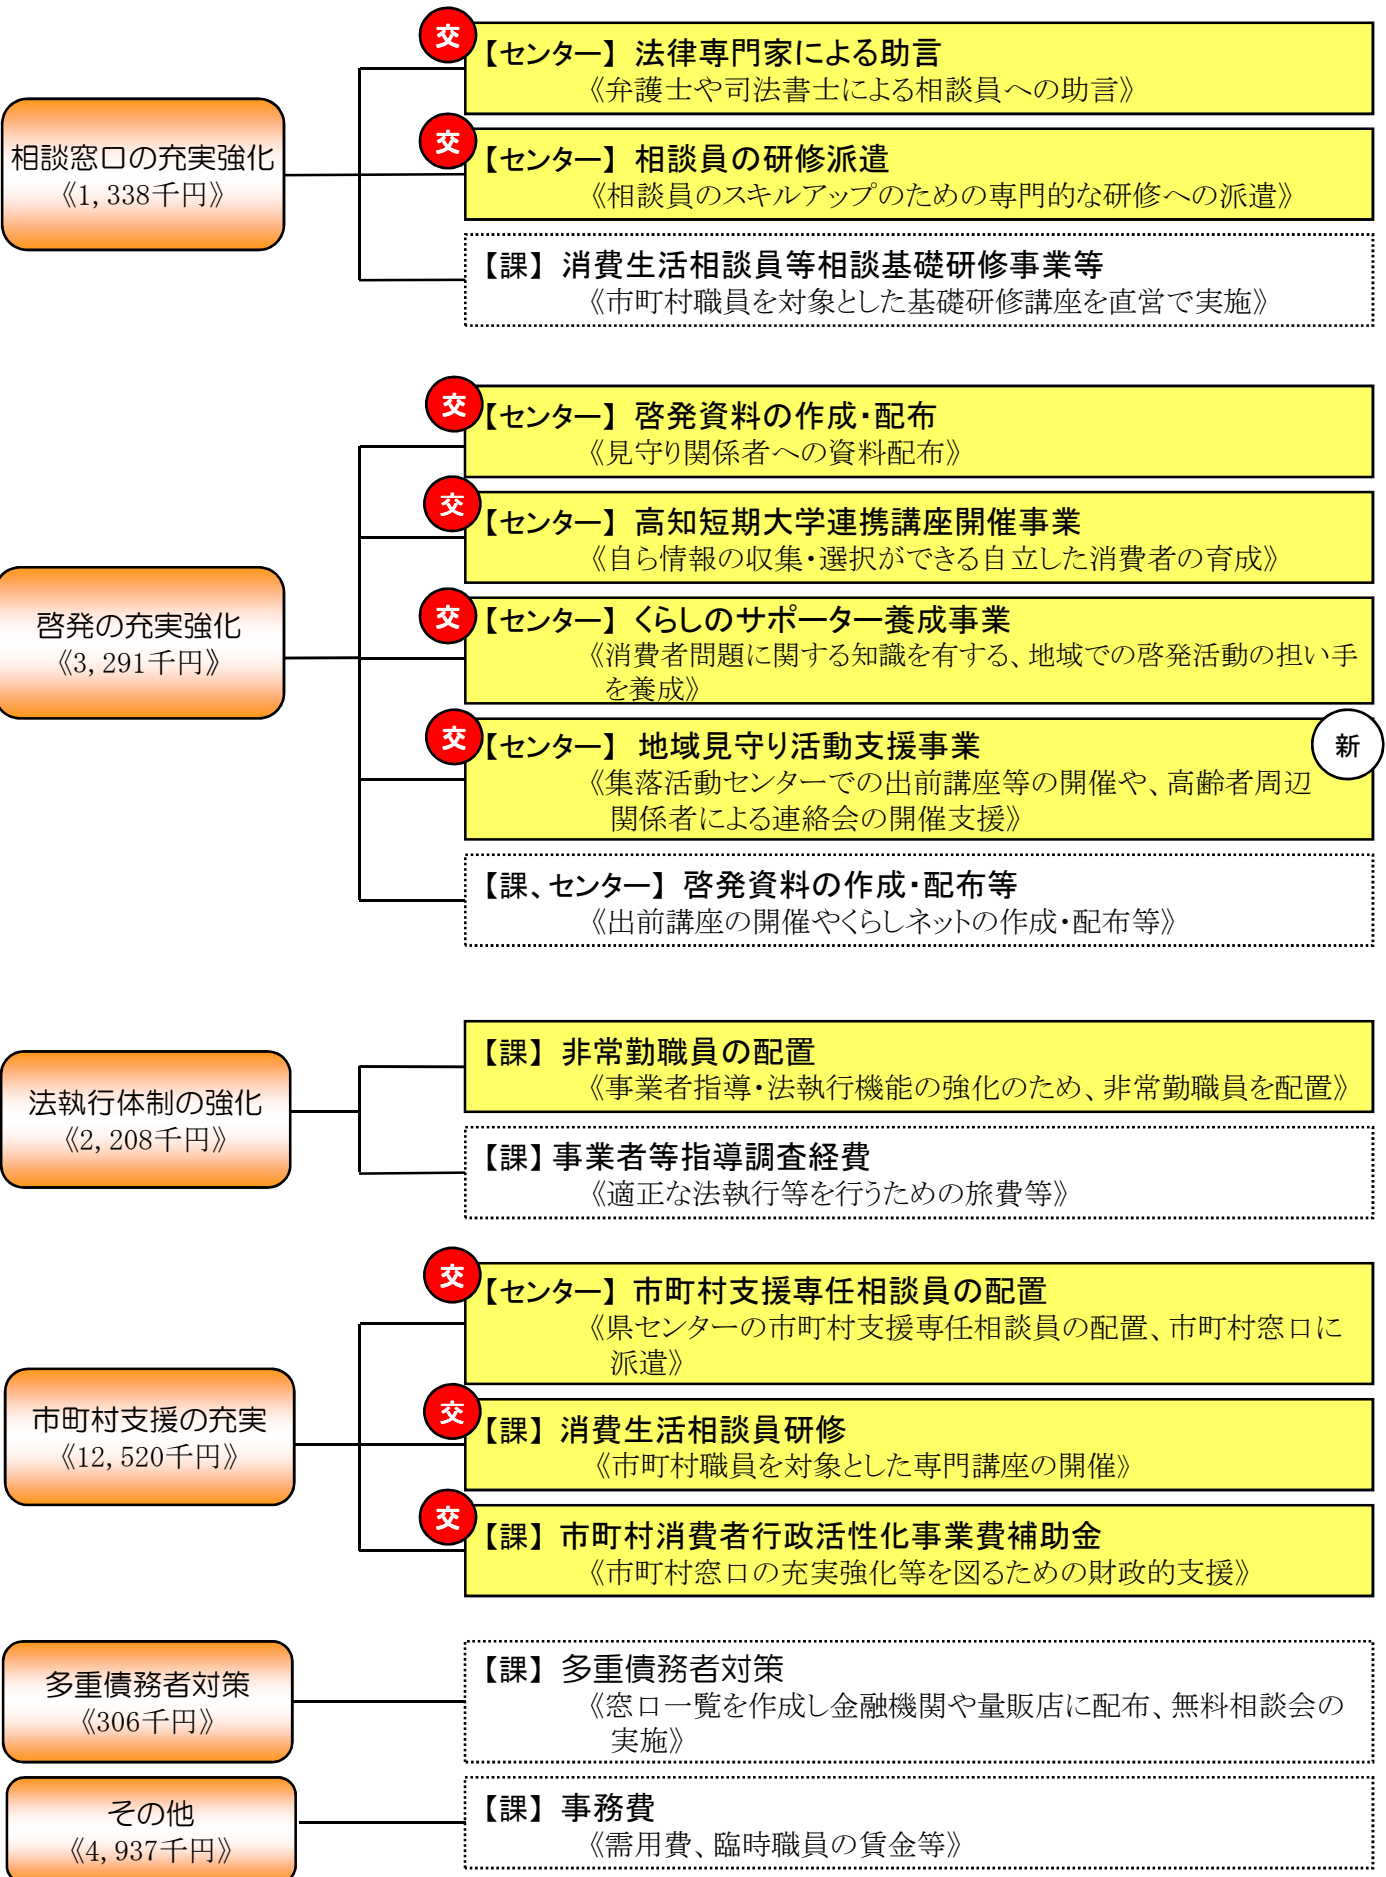 相談窓口の充実強化
《1,338千円》
交
【センター】 法律専門家による助言
《弁護士や司法書士による相談員への助言》
交
【センター】 相談員の研修派遣
《相談員のスキルアップのための専門的な研修への派遣》
【課】 消費生活相談員等相談基礎研修事業等
《市町村職員を対象とした基礎研修講座を直営で実施》
啓発の充実強化
《3,291千円》
交
【センター】 啓発資料の作成・配布
《見守り関係者への資料配布》
交
【センター】 高知短期大学連携講座開催事業
《自ら情報の収集・選択ができる自立した消費者の育成》
交
【センター】 くらしのサポーター養成事業
《消費者問題に関する知識を有する、地域での啓発活動の担い手
を養成》
交
【センター】 地域見守り活動支援事業
新
《集落活動センターでの出前講座等の開催や、高齢者周辺
関係者による連絡会の開催支援》
【課、センター】 啓発資料の作成・配布等
《出前講座の開催やくらしネットの作成・配布等》
法執行体制の強化
《2,208千円》
【課】 非常勤職員の配置
《事業者指導・法執行機能の強化のため、非常勤職員を配置》
【課】 事業者等指導調査経費
《適正な法執行等を行うための旅費等》
市町村支援の充実
《12,520千円》
交
【センター】 市町村支援専任相談員の配置
《県センターの市町村支援専任相談員の配置、市町村窓口に
派遣》
交
【課】 消費生活相談員研修
《市町村職員を対象とした専門講座の開催》
交
【課】 市町村消費者行政活性化事業費補助金
《市町村窓口の充実強化等を図るための財政的支援》
多重債務者対策
《306千円》
【課】 多重債務者対策
《窓口一覧を作成し金融機関や量販店に配布、無料相談会の
実施》
その他
《4,937千円》
【課】 事務費
《需用費、臨時職員の賃金等》